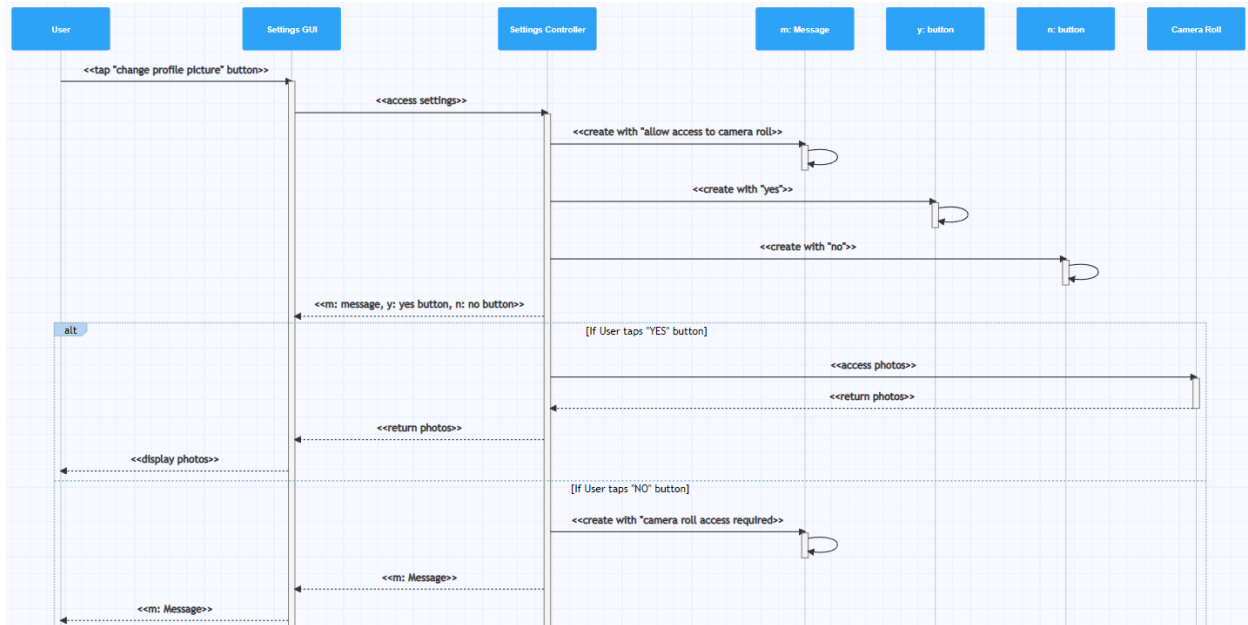 User
Settings GUI
Settings Controller
m: Message
y: button
n: button
Camera Roll
<<tap "change profile picture" button>>
<<access settings>>
<<create with "allow access to camera roll>>
<<create with "yes">>
<<create with "no">>
<<m: message, y: yes button, n: no button>>
alt
[If User taps "YES" button]
<<access photos>>
<<return photos>>
<<return photos>>
<<display photos>>
[If User taps "NO" button]
<<create with "camera roll access required>>
<<m: Message>>
<<m: Message>>